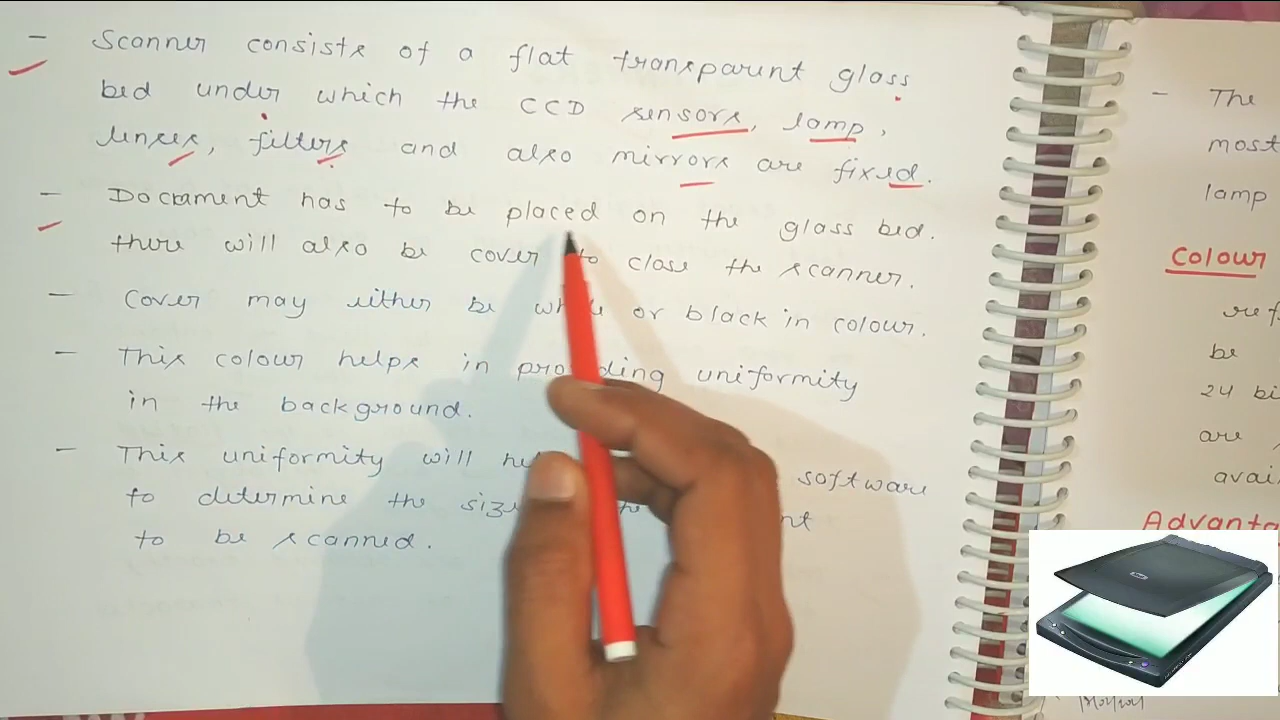 - Scanner consists of a flat transparent glass
bed under which the CCD sensors, lamp,
lenses, filters and also mirrors are fixed.
- Document has to be placed on the glass bed.
there will also be cover to close the scanner.
- Cover may either be white or black in colour.
- This colour helps in providing uniformity
in the background.
- This uniformity will software
to determine the size
to be scanned.
- The
most
lamp
Colour
ref
be
24 bi
are
avai
Advanta